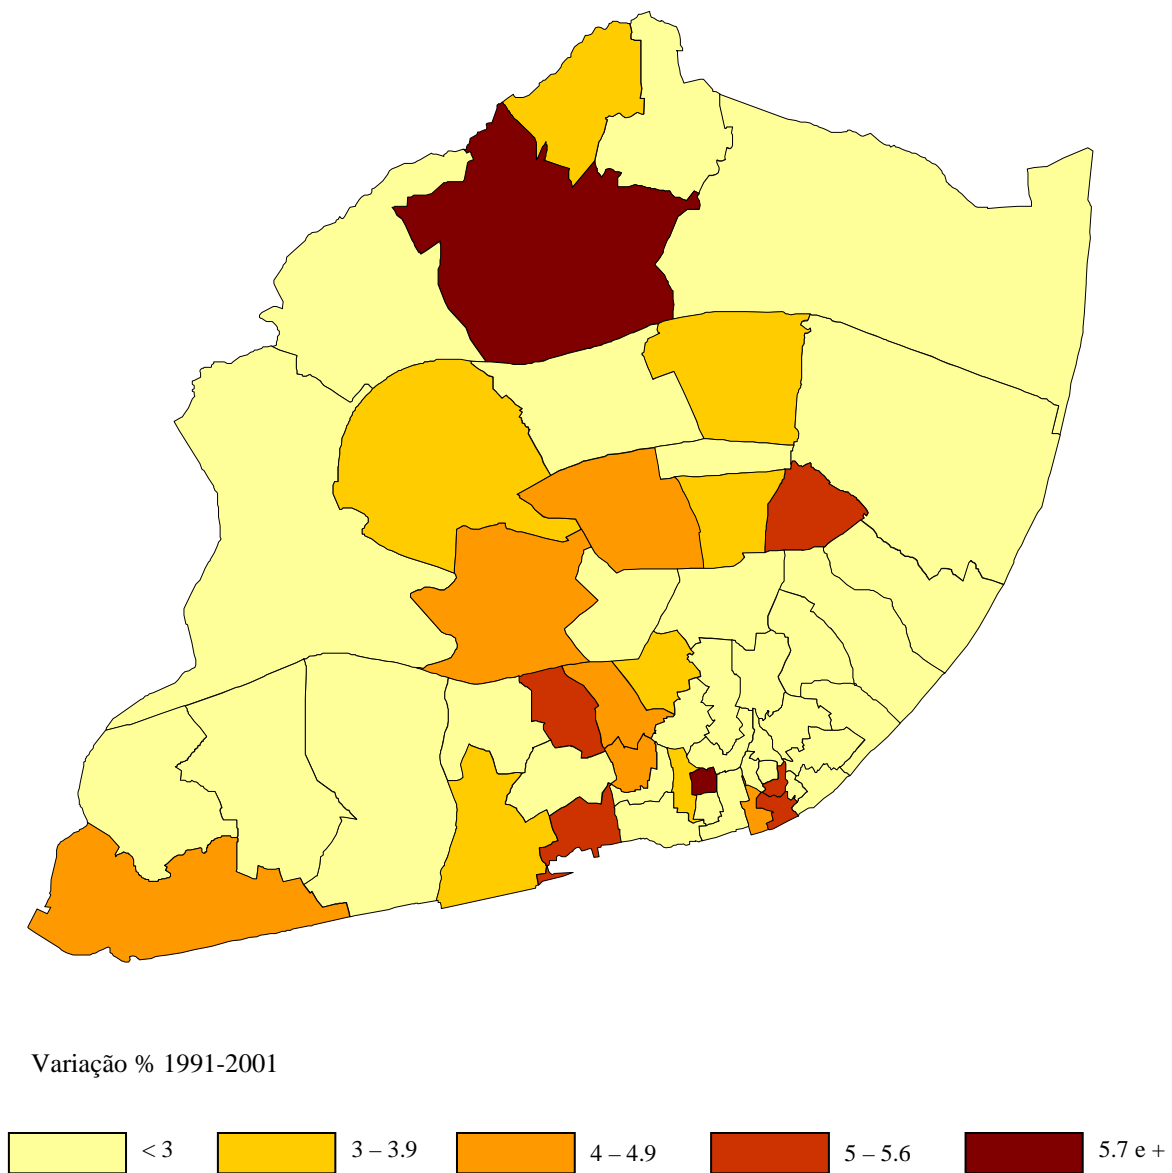 Variação % 1991-2001
< 3 3 – 3.9 4 – 4.9 5 – 5.6 5.7 e +